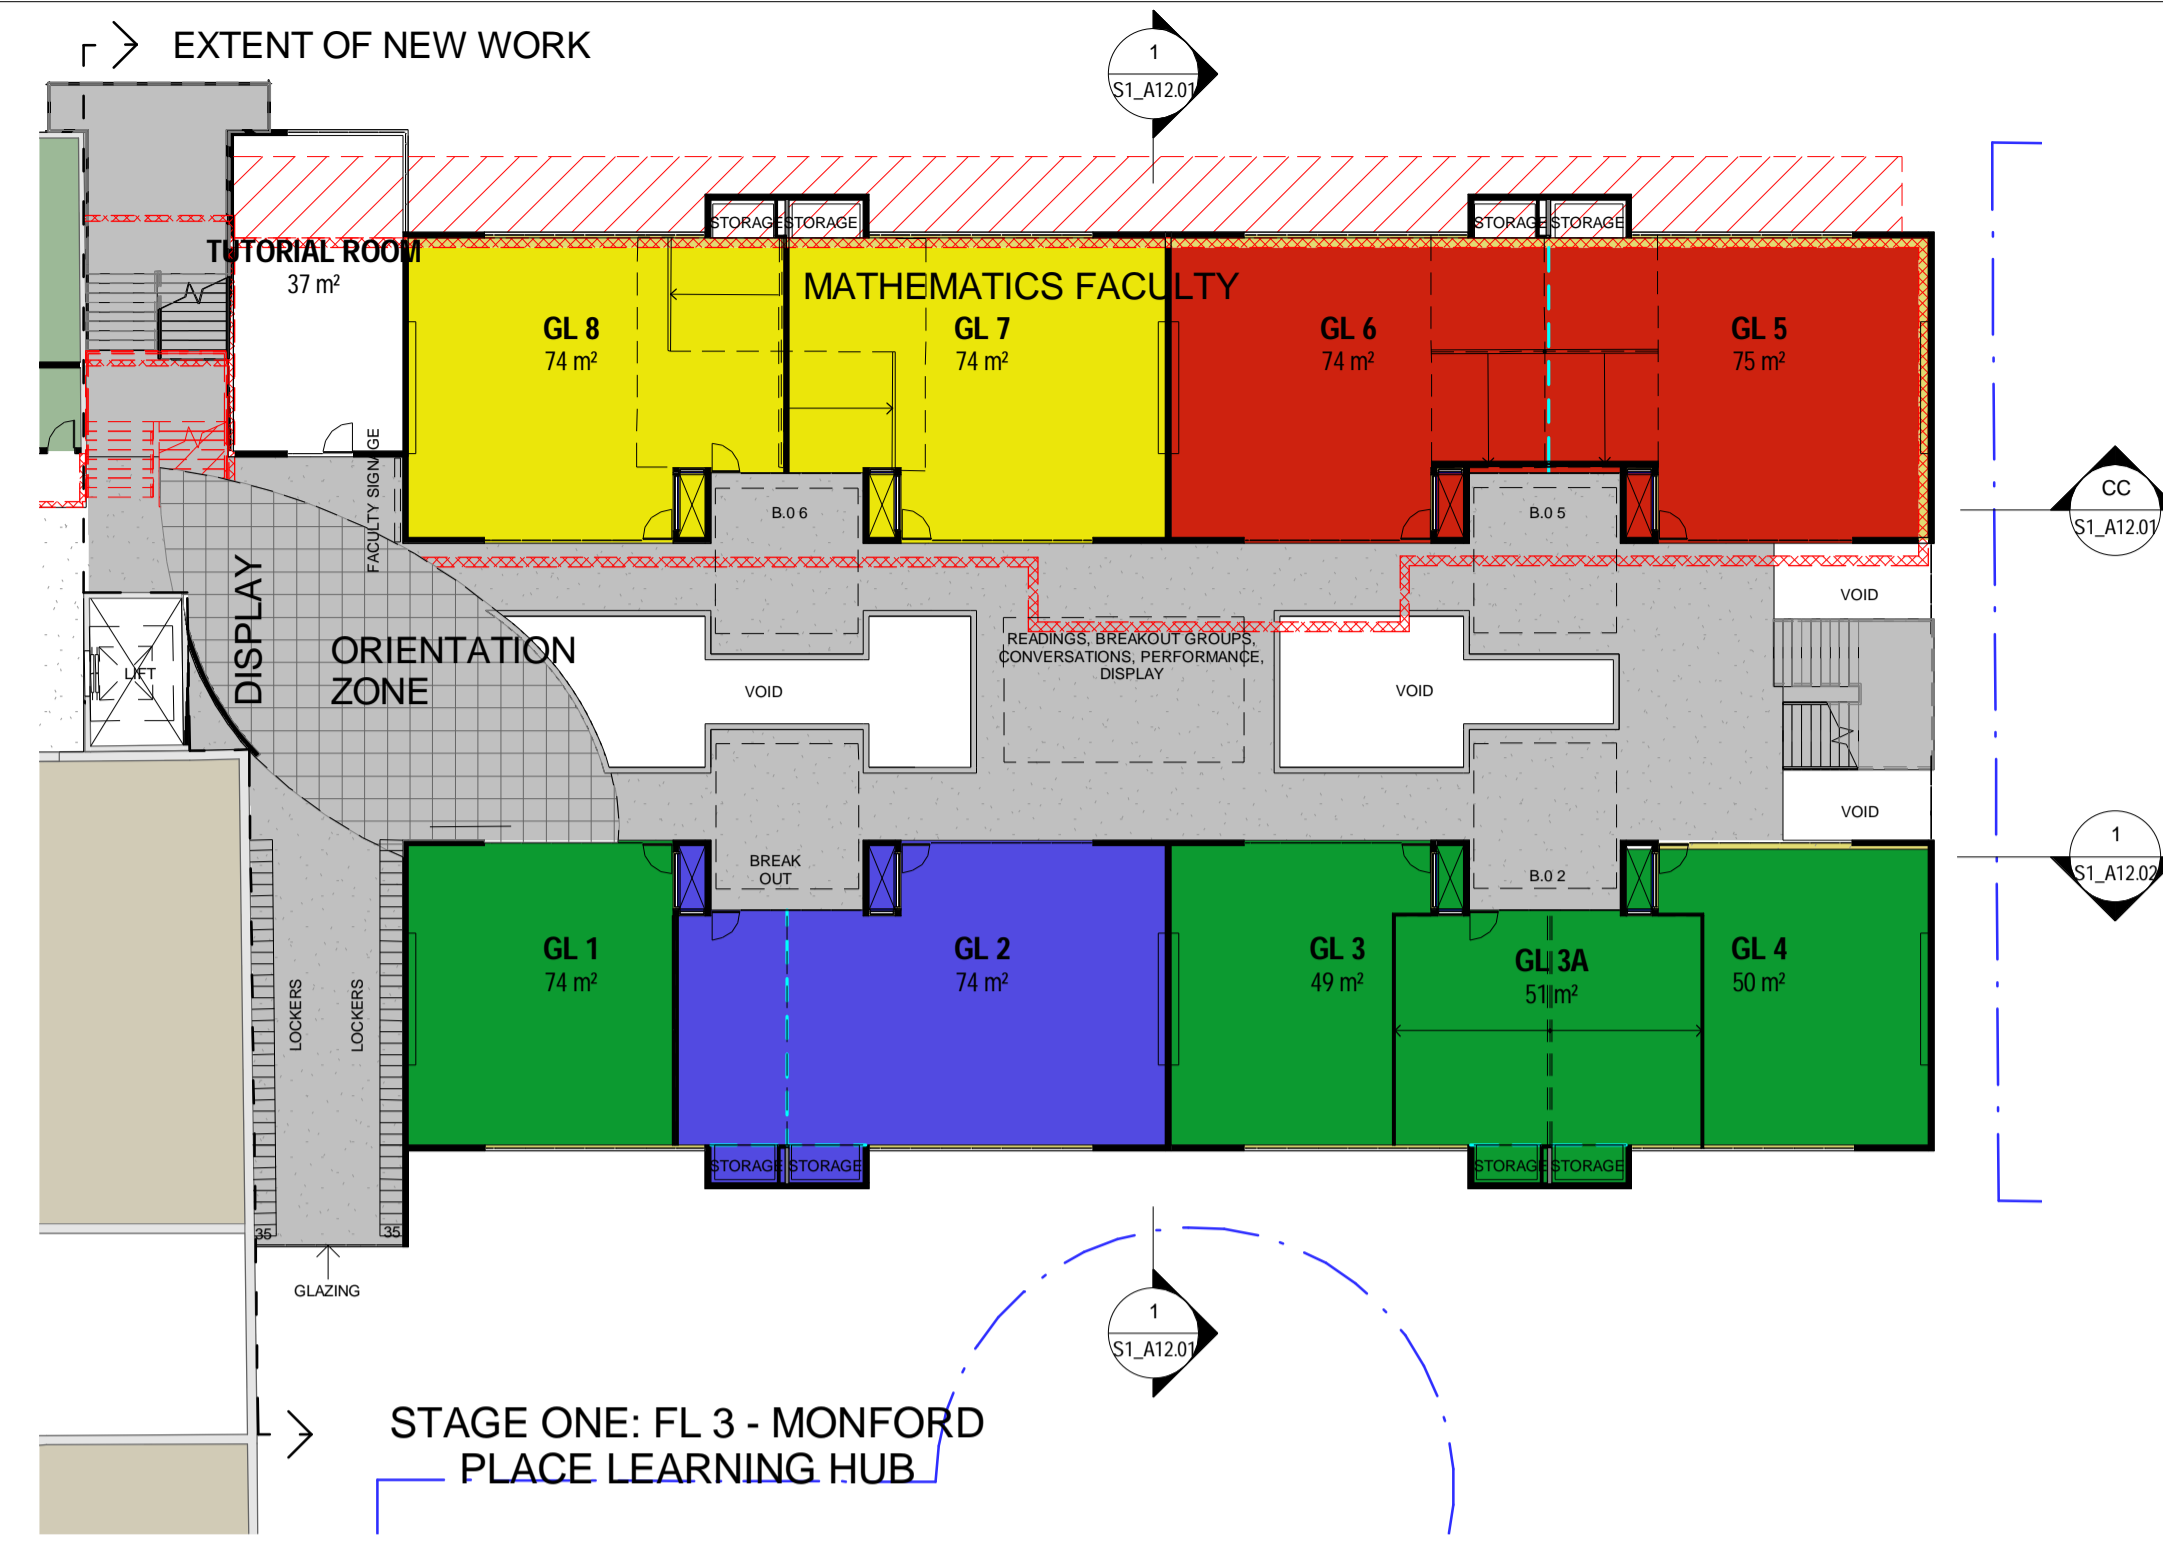 EXTENT OF NEW WORK
1
S1_A12.01
STORAGE
STORAGE
STORAGE
STORAGE
TUTORIAL ROOM
37 m²
MATHEMATICS FACULTY
GL 8
74 m²
GL 7
74 m²
GL 6
74 m²
GL 5
75 m²
FACULTY SIGNAGE
B.0 6
B.0 5
CC
S1_A12.01
DISPLAY
ORIENTATION
ZONE
LIFT
VOID
READINGS, BREAKOUT GROUPS,
CONVERSATIONS, PERFORMANCE,
DISPLAY
VOID
VOID
VOID
BREAK
OUT
B.0 2
1
S1_A12.02
GL 1
74 m²
GL 2
74 m²
GL 3
49 m²
GL 3A
51 m²
GL 4
50 m²
LOCKERS
LOCKERS
STORAGE
STORAGE
STORAGE
STORAGE
35
35
GLAZING
1
S1_A12.01
STAGE ONE: FL 3 - MONFORD
PLACE LEARNING HUB